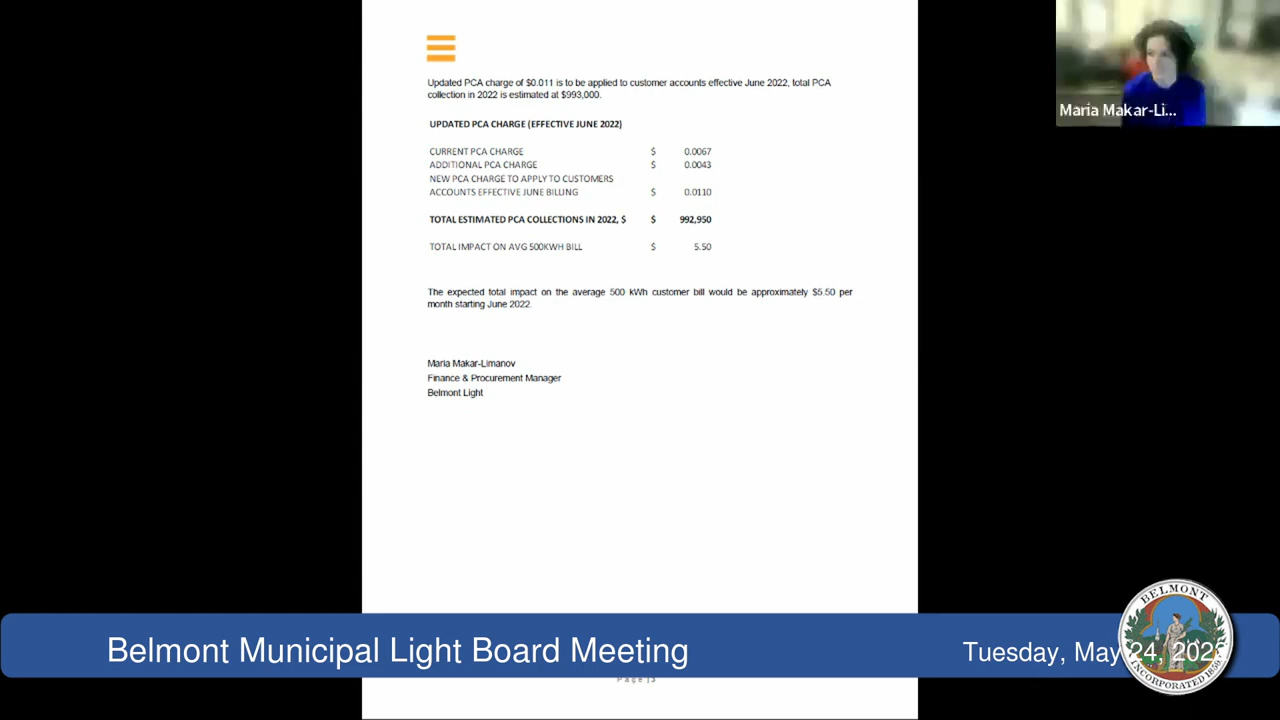 Updated PCA charge of $0.011 is to be applied to customer accounts effective June 2022, total PCA
collection in 2022 is estimated at $993,000.
UPDATED PCA CHARGE (EFFECTIVE JUNE 2022)
CURRENT PCA CHARGE $ 0.0067
ADDITIONAL PCA CHARGE $ 0.0043
NEW PCA CHARGE TO APPLY TO CUSTOMERS
ACCOUNTS EFFECTIVE JUNE BILLING $ 0.0110
TOTAL ESTIMATED PCA COLLECTIONS IN 2022, $ $ 992,950
TOTAL IMPACT ON AVG 500KWH BILL $ 5.50
The expected total impact on the average 500 kWh customer bill would be approximately $5.50 per
month starting June 2022.
Maria Makar-Limanov
Finance & Procurement Manager
Belmont Light
Maria Makar-Li...
Belmont Municipal Light Board Meeting
Tuesday, May 24, 202
BELMONT
INCORPORATED 1859
Page |3